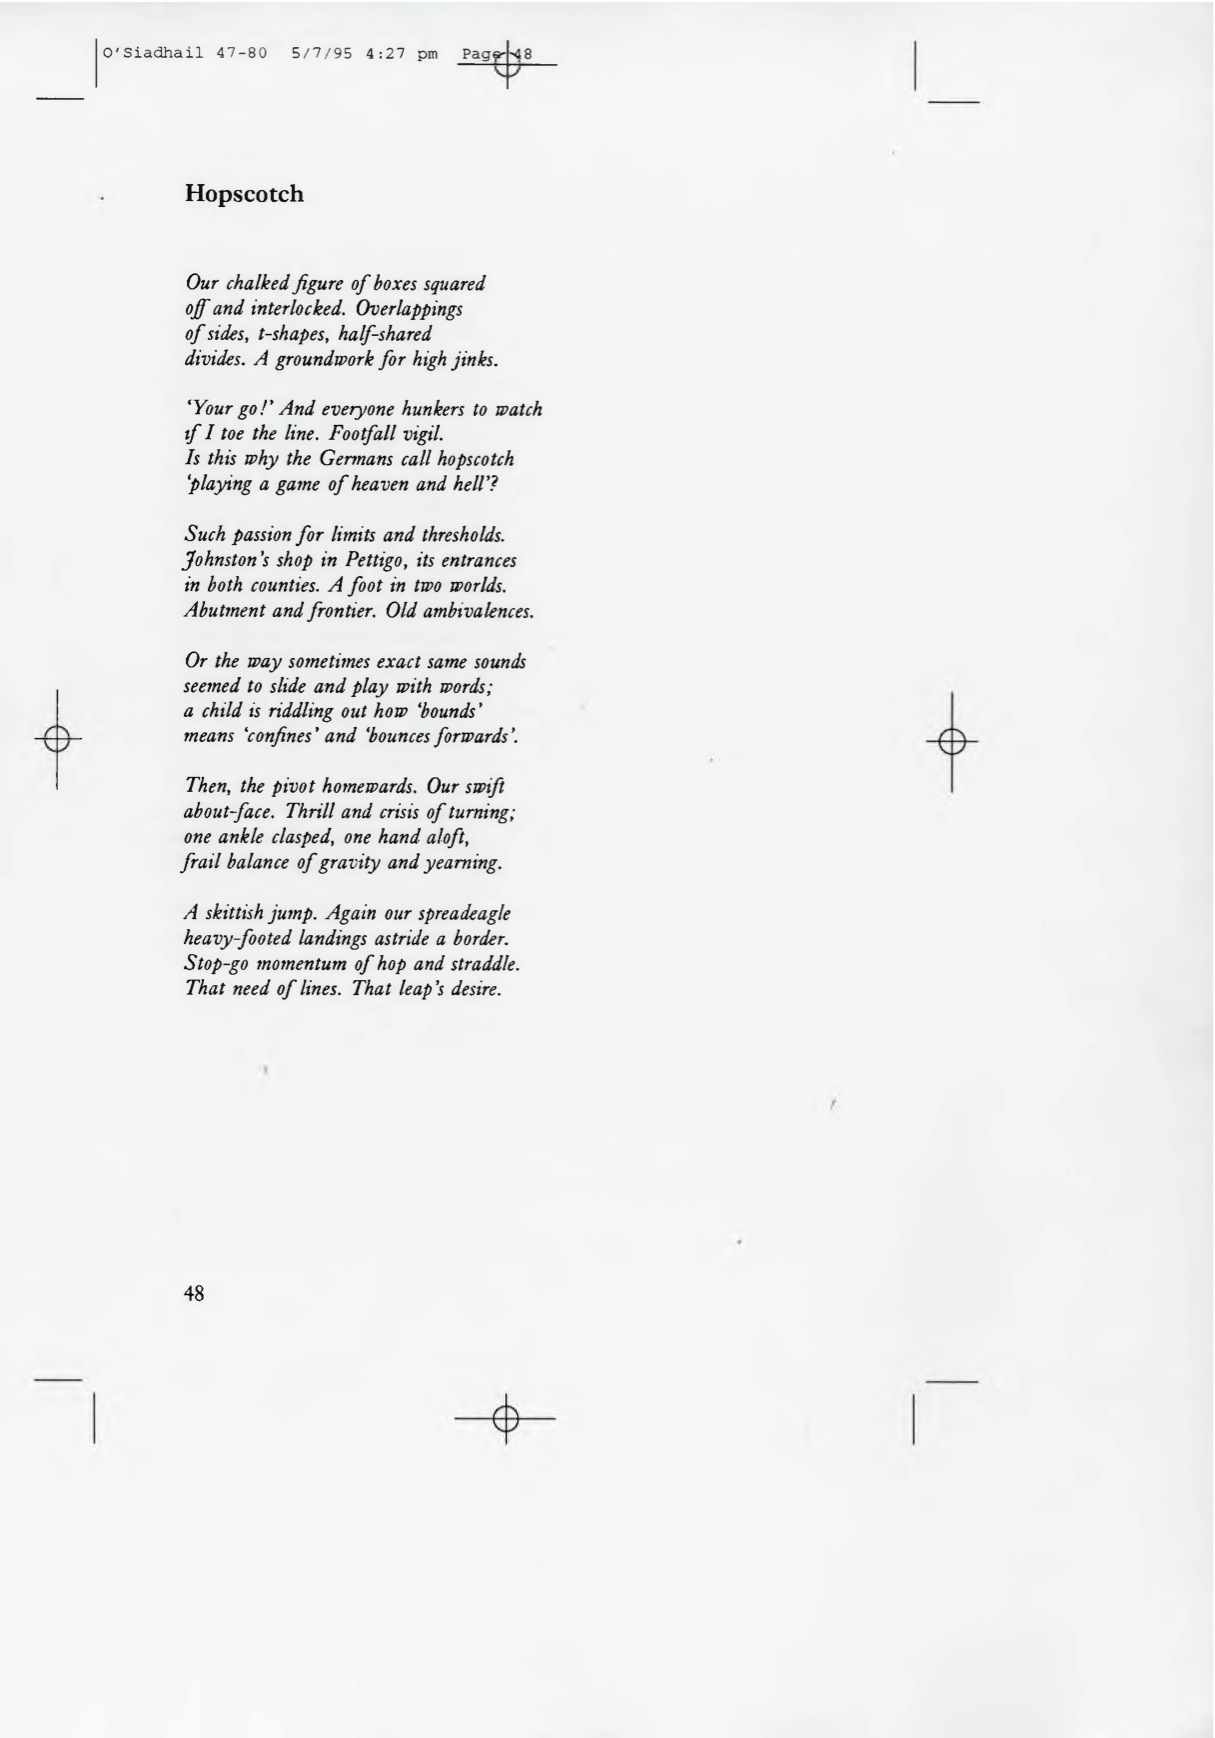 O'Siadhail 47-80 5/7/95 4:27 pm Page 48
Hopscotch
Our chalked figure of boxes squared
off and interlocked. Overlappings
of sides, t-shapes, half-shared
divides. A groundwork for high jinks.
'Your go!' And everyone hunkers to watch
if I toe the line. Footfall vigil.
Is this why the Germans call hopscotch
'playing a game of heaven and hell'?
Such passion for limits and thresholds.
Johnston's shop in Pettigo, its entrances
in both counties. A foot in two worlds.
Abutment and frontier. Old ambivalences.
Or the way sometimes exact same sounds
seemed to slide and play with words;
a child is riddling out how 'bounds'
means 'confines' and 'bounces forwards'.
Then, the pivot homewards. Our swift
about-face. Thrill and crisis of turning;
one ankle clasped, one hand aloft,
frail balance of gravity and yearning.
A skittish jump. Again our spreadeagle
heavy-footed landings astride a border.
Stop-go momentum of hop and straddle.
That need of lines. That leap's desire.
48